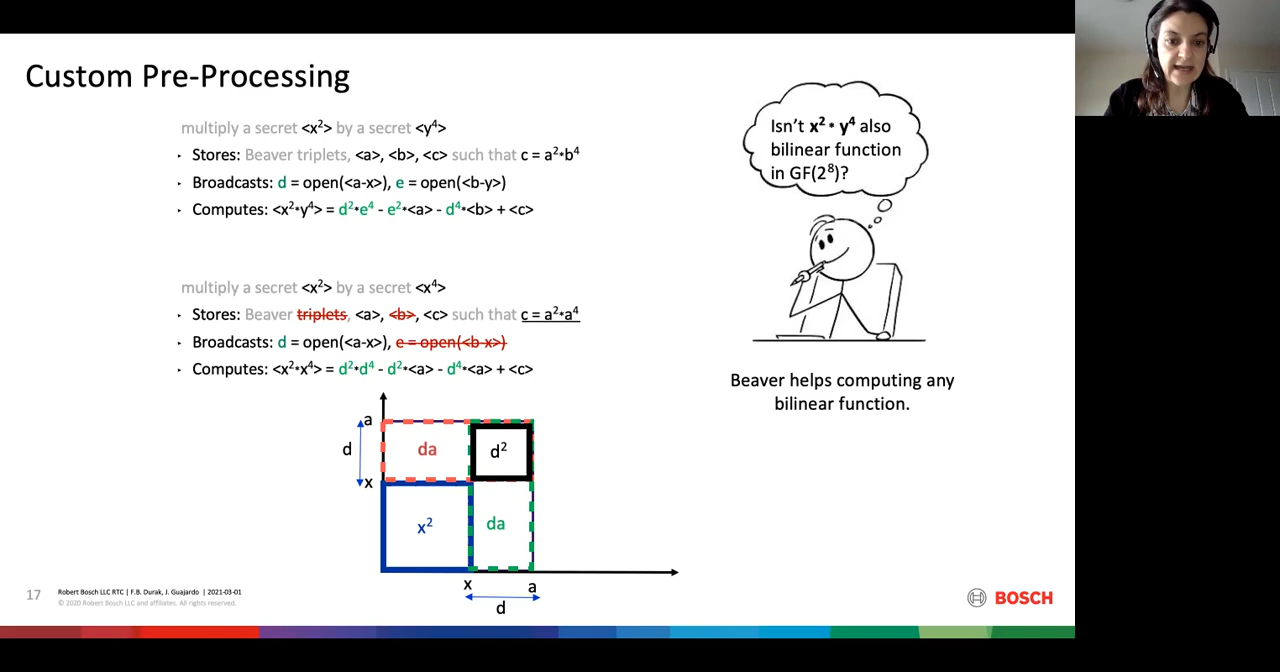 Custom Pre-Processing
multiply a secret <x²> by a secret <y⁴>
‣ Stores: Beaver triplets, <a>, <b>, <c> such that c = a²*b⁴
‣ Broadcasts: d = open(<a-x>), e = open(<b-y>)
‣ Computes: <x²*y⁴> = d²*e⁴ - e²*<a> - d⁴*<b> + <c>
multiply a secret <x²> by a secret <x⁴>
‣ Stores: Beaver triplets, <a>, <b>, <c> such that c = a²*a⁴
‣ Broadcasts: d = open(<a-x>), e = open(<b-x>)
‣ Computes: <x²*x⁴> = d²*d⁴ - d²*<a> - d⁴*<a> + <c>
a
d
da
d²
x
x²
da
x
a
d
Isn't x² * y⁴ also
bilinear function
in GF(2⁸)?
Beaver helps computing any
bilinear function.
17
Robert Bosch LLC RTC | F.B. Durak, J. Guajardo | 2021-03-01
© 2020 Robert Bosch LLC and affiliates. All rights reserved.
BOSCH